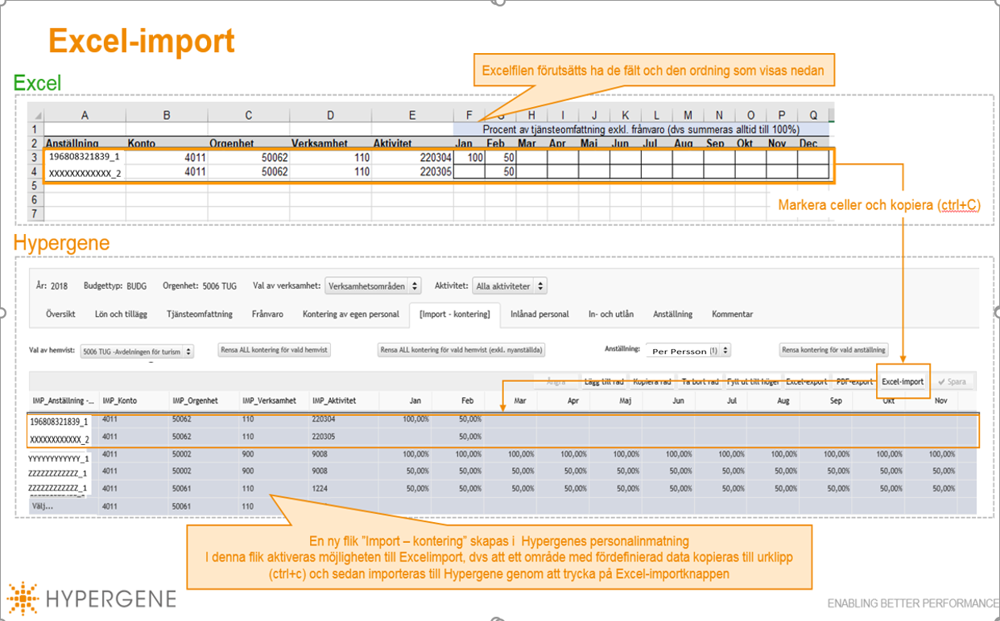 Excel-import
Excelfilen förutsätts ha de fält och den ordning som visas nedan
Excel
A B C D E F G H I J K L M N O P Q
1 Procent av tjänsteomfattning exkl. frånvaro (dvs summeras alltid till 100%)
2 Anställning Konto Orgenhet Verksamhet Aktivitet Jan Feb Mar Apr Maj Jun Jul Aug Sep Okt Nov Dec
3 196808321839_1 4011 50062 110 220304 100 50
4 XXXXXXXXXXXX_2 4011 50062 110 220305 50
5
6
7
Markera celler och kopiera (ctrl+C)
Hypergene
År: 2018 Budgettyp: BUDG Orgenhet: 5006 TUG Val av verksamhet: Verksamhetsområden Aktivitet: Alla aktiviteter
Översikt Lön och tillägg Tjänsteomfattning Frånvaro Kontering av egen personal [Import - kontering] Inlånad personal In- och utlån Anställning Kommentar
Val av hemvist: 5006 TUG -Avdelningen för turism Rensa ALL kontering för vald hemvist Rensa ALL kontering för vald hemvist (exkl. nyanställda) Anställning: Per Persson (1) Rensa kontering för vald anställning
Ångra Lägg till rad Kopiera rad Ta bort rad Fyll ut till höger Excel-export PDF-export Excel-import Spara
IMP_Anställning -... IMP_Konto IMP_Orgenhet IMP_Verksamhet IMP_Aktivitet Jan Feb Mar Apr Maj Jun Jul Aug Sep Okt Nov
196808321839_1 4011 50062 110 220304 100,00% 50,00%
XXXXXXXXXXXX_2 4011 50062 110 220305 50,00%
YYYYYYYYYYYY_1 4011 50002 900 9008 100,00% 100,00% 100,00% 100,00% 100,00% 100,00% 100,00% 100,00% 100,00% 100,00% 100,00%
ZZZZZZZZZZZZ_1 4011 50002 900 9008 50,00% 50,00% 50,00% 50,00% 50,00% 50,00% 50,00% 50,00% 50,00% 50,00% 50,00%
ZZZZZZZZZZZZ_1 4011 50061 110 1224 50,00% 50,00% 50,00% 50,00% 50,00% 50,00% 50,00% 50,00% 50,00% 50,00% 50,00%
Välj... 4011 50061 110
En ny flik "Import – kontering" skapas i Hypergenes personalinmatning
I denna flik aktiveras möjligheten till Excelimport, dvs att ett område med fördefinierad data kopieras till urklipp
(ctrl+c) och sedan importeras till Hypergene genom att trycka på Excel-importknappen
HYPERGENE
ENABLING BETTER PERFORMANCE